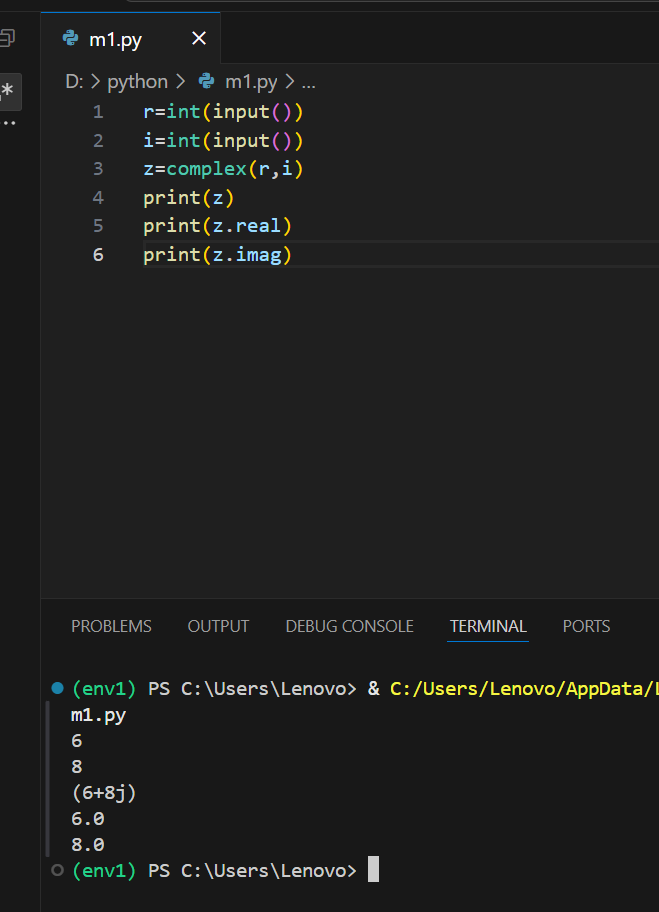 m1.py
D: > python > m1.py > ...
1 r=int(input())
2 i=int(input())
3 z=complex(r,i)
4 print(z)
5 print(z.real)
6 print(z.imag)
PROBLEMS OUTPUT DEBUG CONSOLE TERMINAL PORTS
(env1) PS C:\Users\Lenovo> & C:/Users/Lenovo/AppData/
m1.py
6
8
(6+8j)
6.0
8.0
(env1) PS C:\Users\Lenovo>